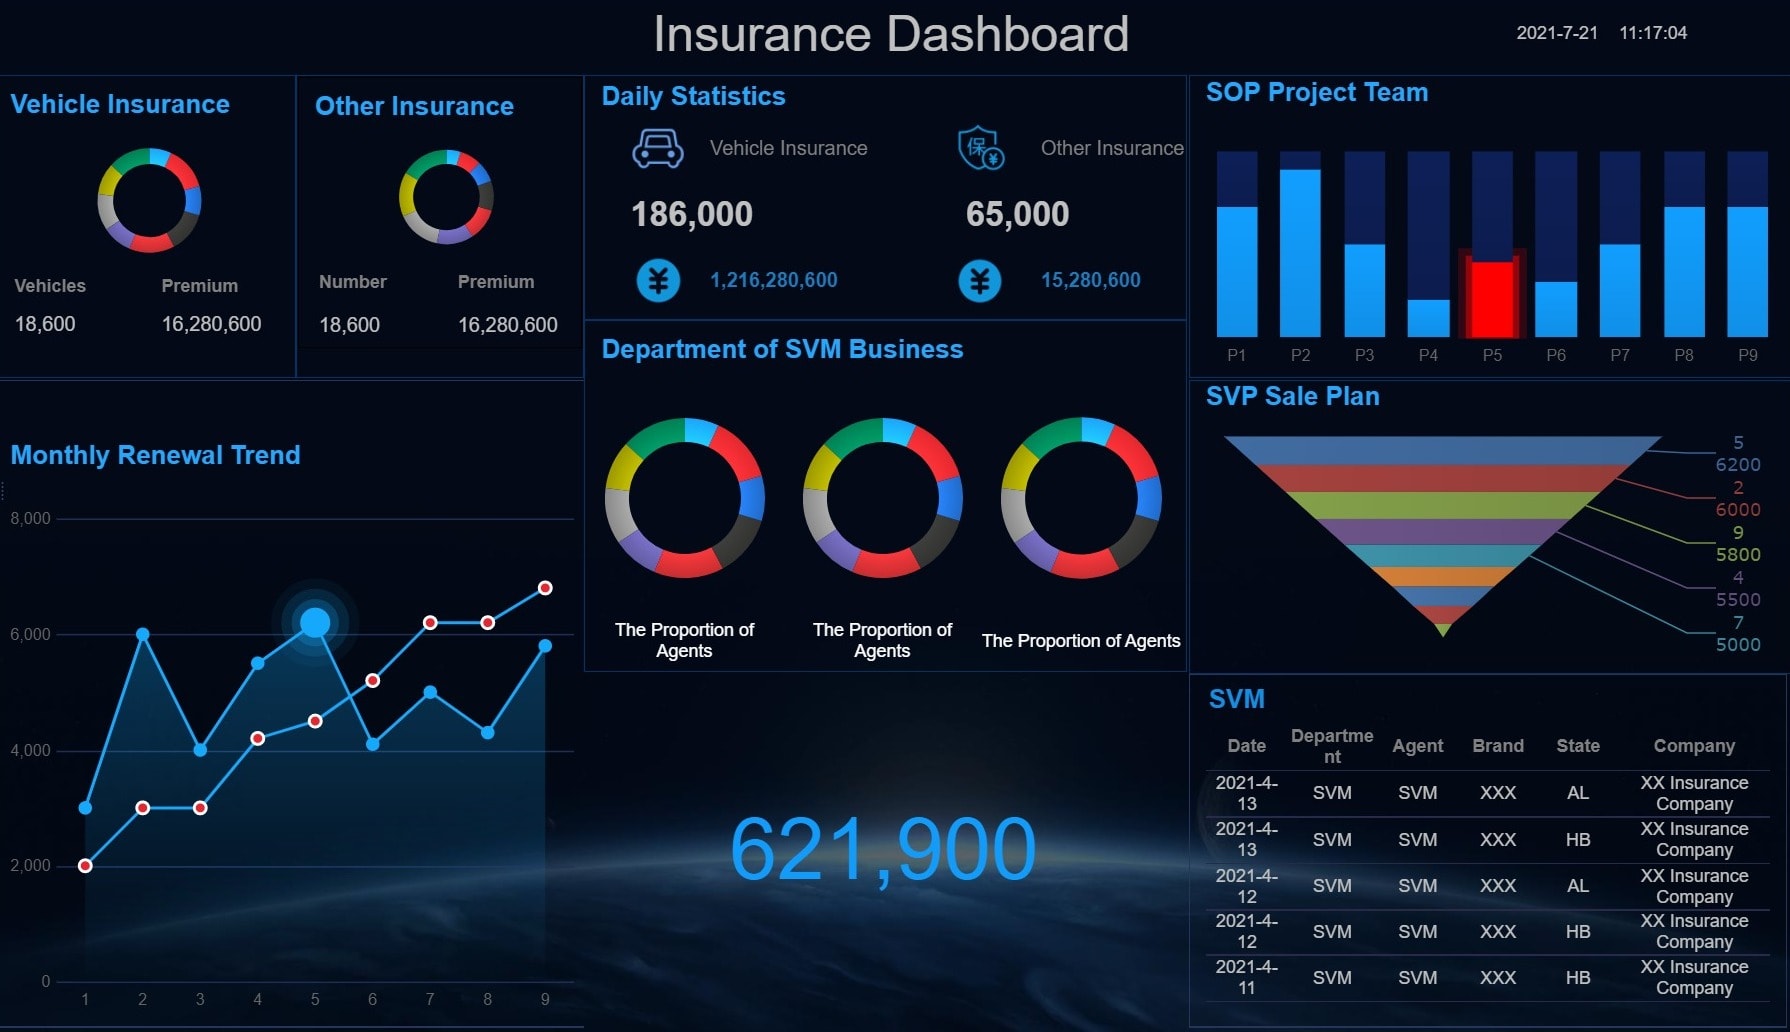 Insurance Dashboard
2021-7-21 11:17:04
Vehicle Insurance
Vehicles Premium
18,600 16,280,600
Other Insurance
Number Premium
18,600 16,280,600
Daily Statistics
Vehicle Insurance
保
¥
Other Insurance
186,000
65,000
¥
1,216,280,600
¥
15,280,600
SOP Project Team
P1 P2 P3 P4 P5 P6 P7 P8 P9
Monthly Renewal Trend
8,000
6,000
4,000
2,000
0
1 2 3 4 5 6 7 8 9
Department of SVM Business
The Proportion of
Agents
The Proportion of
Agents
The Proportion of Agents
621,900
SVP Sale Plan
5
6200
2
6000
9
5800
4
5500
7
5000
SVM
Date Departme
nt Agent Brand State Company
2021-4-
13 SVM SVM XXX AL XX Insurance
Company
2021-4-
13 SVM SVM XXX HB XX Insurance
Company
2021-4-
12 SVM SVM XXX AL XX Insurance
Company
2021-4-
12 SVM SVM XXX HB XX Insurance
Company
2021-4-
11 SVM SVM XXX HB XX Insurance
Company